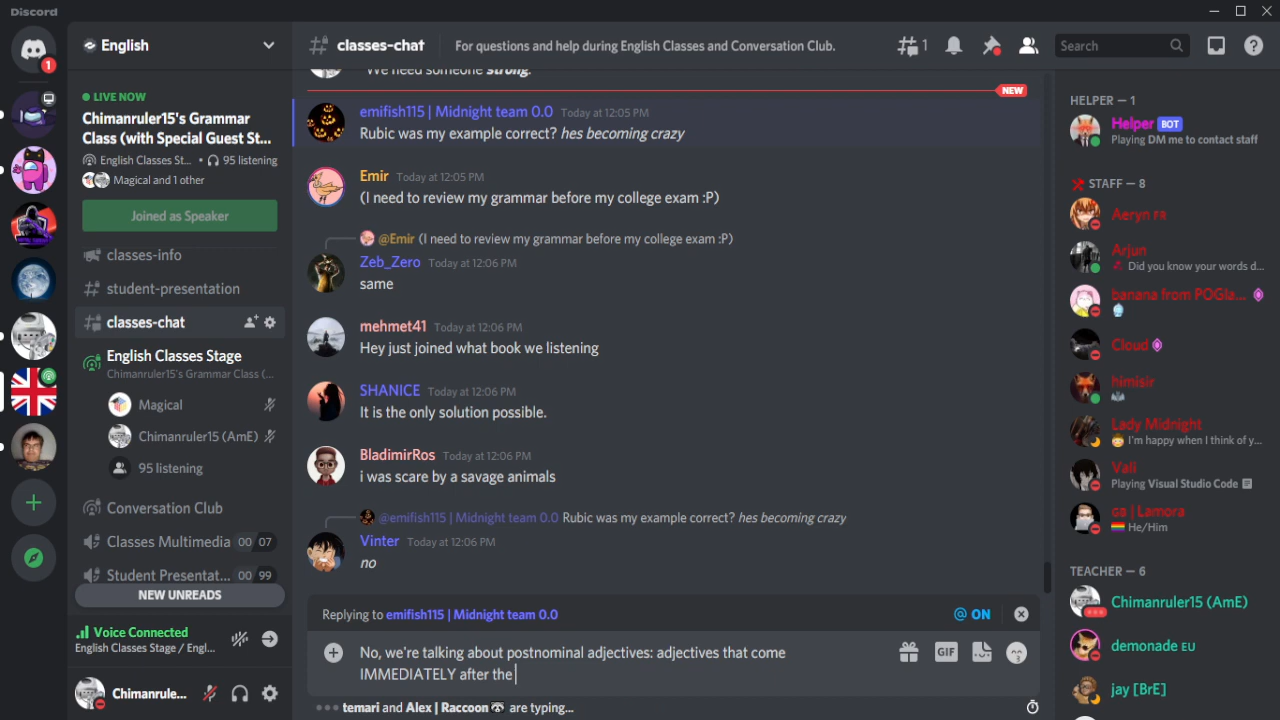 Discord
English
classes-chat
For questions and help during English Classes and Conversation Club.
1
Search
1
LIVE NOW
Chimanruler15's Grammar
Class (with Special Guest St...
English Classes St... • 95 listening
Magical and 1 other
Joined as Speaker
classes-info
student-presentation
classes-chat
English Classes Stage
Chimanruler15's Grammar Class (...
Magical
Chimanruler15 (AmE)
95 listening
Conversation Club
Classes Multimedia 00 07
Student Presentat... 00 99
NEW UNREADS
Voice Connected
English Classes Stage / Engl...
Chimanrule...
We need someone strong.
NEW
emifish115 | Midnight team 0.0 Today at 12:05 PM
Rubic was my example correct? hes becoming crazy
Emir Today at 12:05 PM
(I need to review my grammar before my college exam :P)
@Emir (I need to review my grammar before my college exam :P)
Zeb_Zero Today at 12:06 PM
same
mehmet41 Today at 12:06 PM
Hey just joined what book we listening
SHANICE Today at 12:06 PM
It is the only solution possible.
BladimirRos Today at 12:06 PM
i was scare by a savage animals
@emifish115 | Midnight team 0.0 Rubic was my example correct? hes becoming crazy
Vinter Today at 12:06 PM
no
Replying to emifish115 | Midnight team 0.0
@ ON
No, we're talking about postnominal adjectives: adjectives that come
IMMEDIATELY after the
GIF
temari and Alex | Raccoon🦝 are typing...
HELPER — 1
Helper BOT
Playing DM me to contact staff
STAFF — 8
Aeryn ꜰʀ
Arjun
Did you know your words d...
banana from POGla...
Cloud
himisir
Lady Midnight
I'm happy when I think of y...
Vali
Playing Visual Studio Code
ɢʙ | Lamora
He/Him
TEACHER — 6
Chimanruler15 (AmE)
demonade ᴇᴜ
jay [BrE]